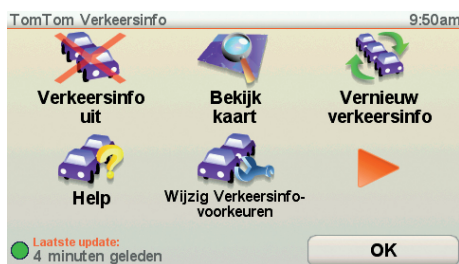 TomTom Verkeersinfo 9:50am
Verkeersinfo
uit
Bekijk
kaart
Vernieuw
verkeersinfo
Help
Wijzig Verkeersinfo-
voorkeuren
Laatste update:
4 minuten geleden
OK